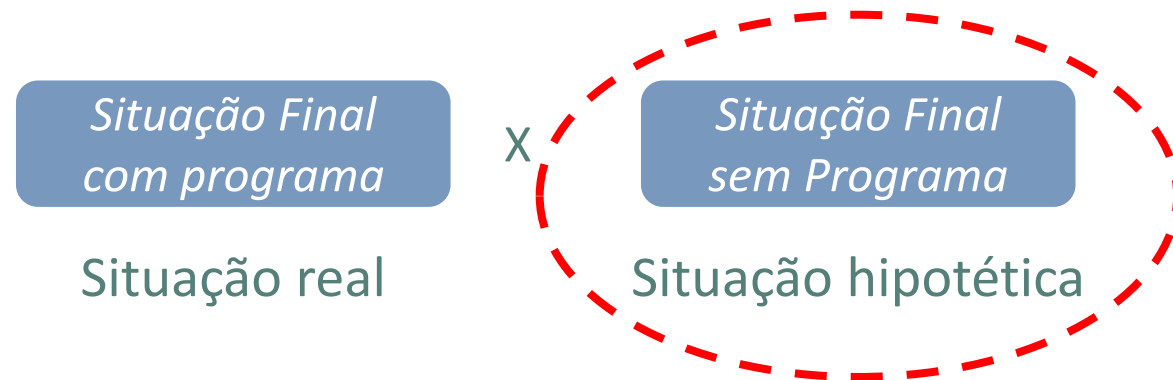 Situação Final
com programa
X
Situação Final
sem Programa
Situação real
Situação hipotética